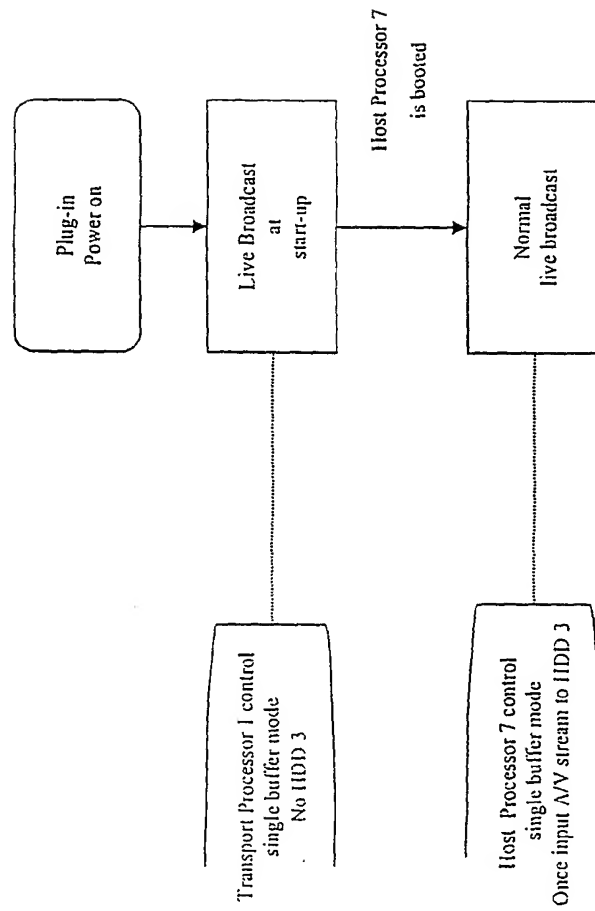 Plug-in
Power on
Live Broadcast
at
start-up
Host Processor 7
is booted
Normal
live broadcast
Transport Processor 1 control
single buffer mode
No HDD 3
Host Processor 7 control
single buffer mode
Once input A/V stream to HDD 3